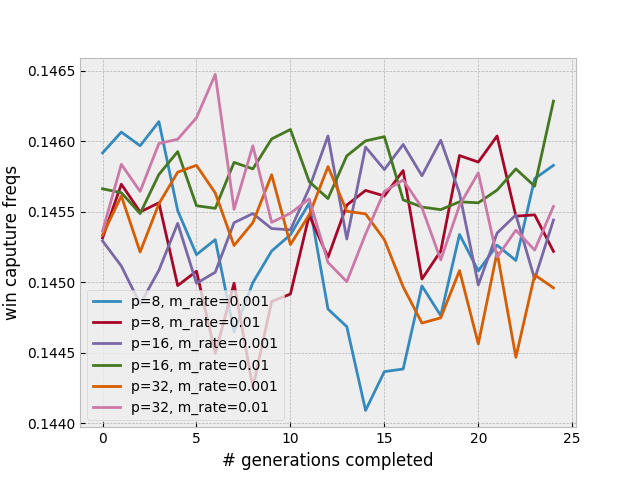 0.1465
0.1460
0.1455
0.1450
0.1445
0.1440
win caputure freqs
p=8, m_rate=0.001
p=8, m_rate=0.01
p=16, m_rate=0.001
p=16, m_rate=0.01
p=32, m_rate=0.001
p=32, m_rate=0.01
0 5 10 15 20 25
# generations completed